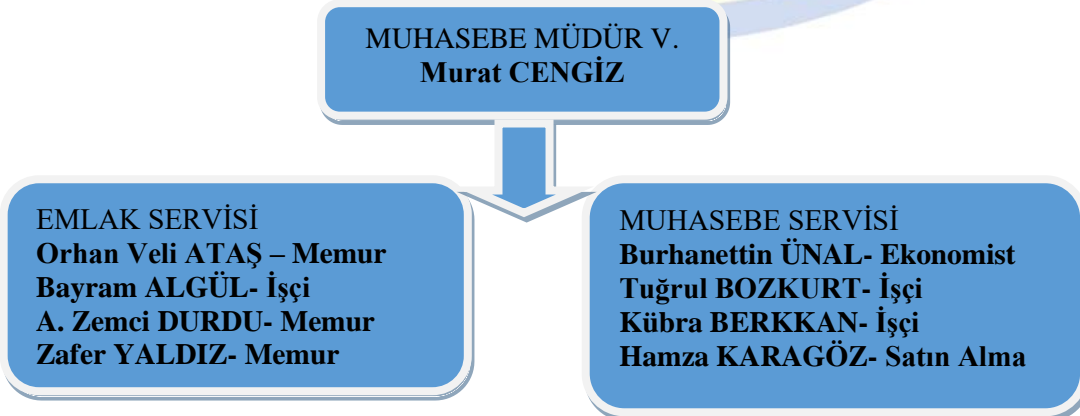 MUHASEBE MÜDÜR V.
Murat CENGİZ
EMLAK SERVİSİ
Orhan Veli ATAŞ – Memur
Bayram ALGÜL- İşçi
A. Zemci DURDU- Memur
Zafer YALDIZ- Memur
MUHASEBE SERVİSİ
Burhanettin ÜNAL- Ekonomist
Tuğrul BOZKURT- İşçi
Kübra BERKKAN- İşçi
Hamza KARAGÖZ- Satın Alma